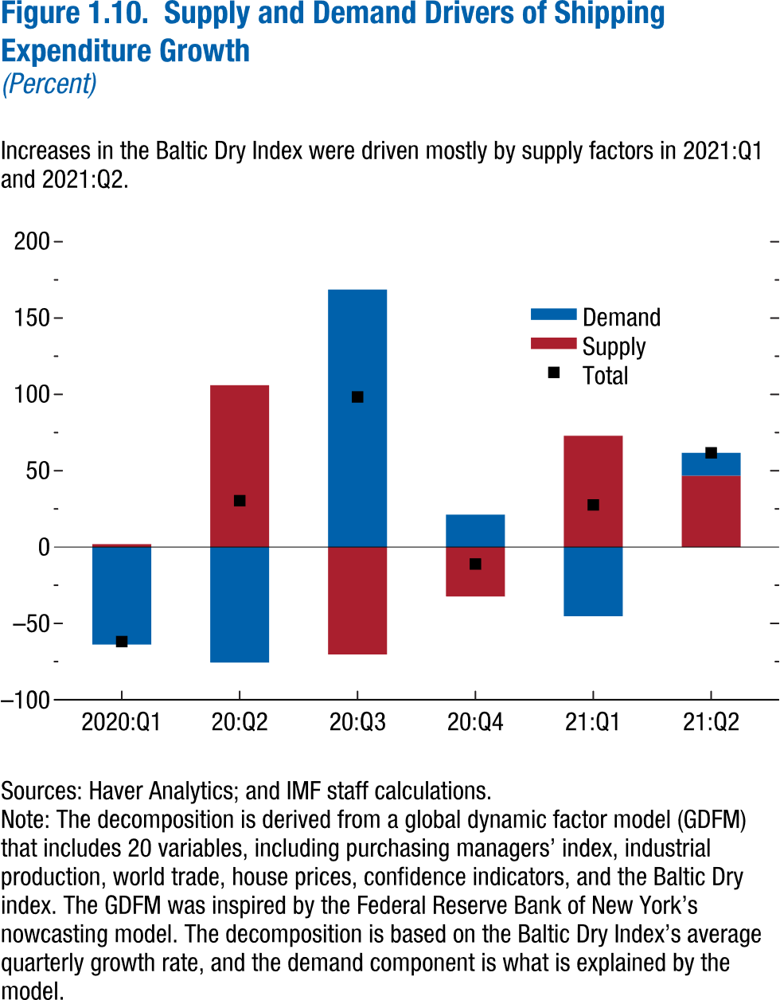 Figure 1.10.  Supply and Demand Drivers of Shipping
Expenditure Growth
(Percent)
Increases in the Baltic Dry Index were driven mostly by supply factors in 2021:Q1
and 2021:Q2.
200
150
100
50
0
–50
–100
Demand
Supply
Total
2020:Q1 20:Q2 20:Q3 20:Q4 21:Q1 21:Q2
Sources: Haver Analytics; and IMF staff calculations.
Note: The decomposition is derived from a global dynamic factor model (GDFM)
that includes 20 variables, including purchasing managers’ index, industrial
production, world trade, house prices, confidence indicators, and the Baltic Dry
index. The GDFM was inspired by the Federal Reserve Bank of New York’s
nowcasting model. The decomposition is based on the Baltic Dry Index’s average
quarterly growth rate, and the demand component is what is explained by the
model.